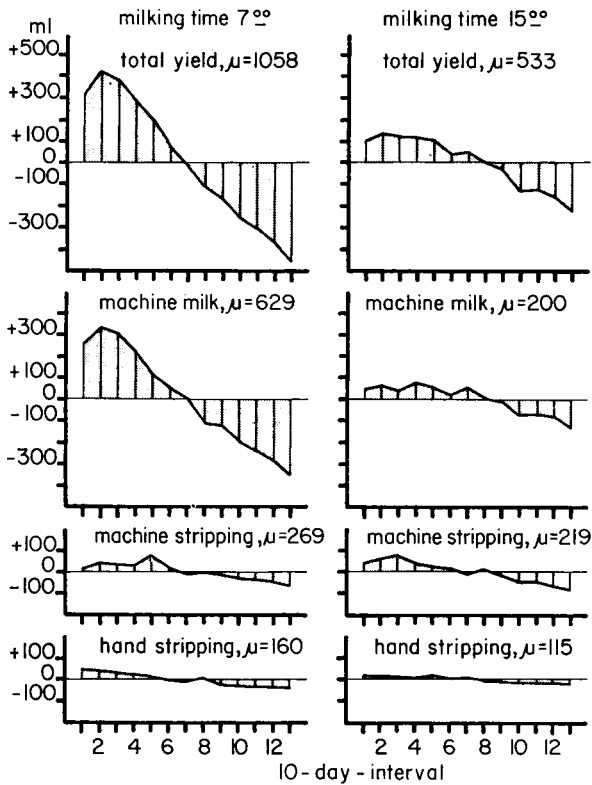 ml
milking time 7⁰⁰
milking time 15⁰⁰
total yield, μ=1058
total yield, μ=533
+500
+300
+100
0
-100
-300
machine milk, μ=629
machine milk, μ=200
+300
+100
0
-100
-300
machine stripping, μ=269
machine stripping, μ=219
+100
0
-100
hand stripping, μ=160
hand stripping, μ=115
+100
0
-100
2 4 6 8 10 12
2 4 6 8 10 12
10-day-interval